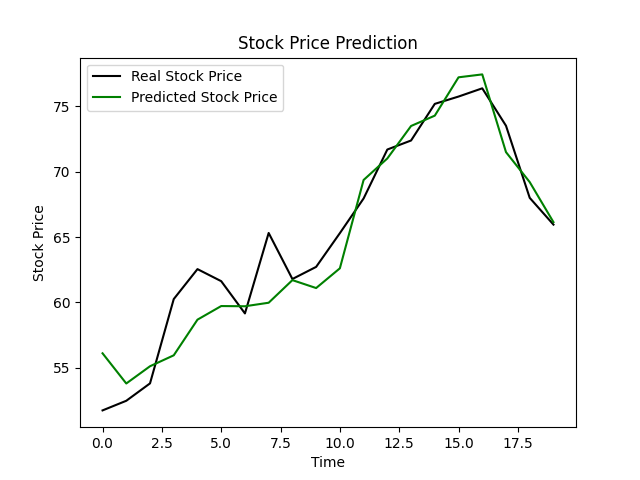 Stock Price Prediction
Real Stock Price
Predicted Stock Price
Stock Price
75
70
65
60
55
0.0 2.5 5.0 7.5 10.0 12.5 15.0 17.5
Time